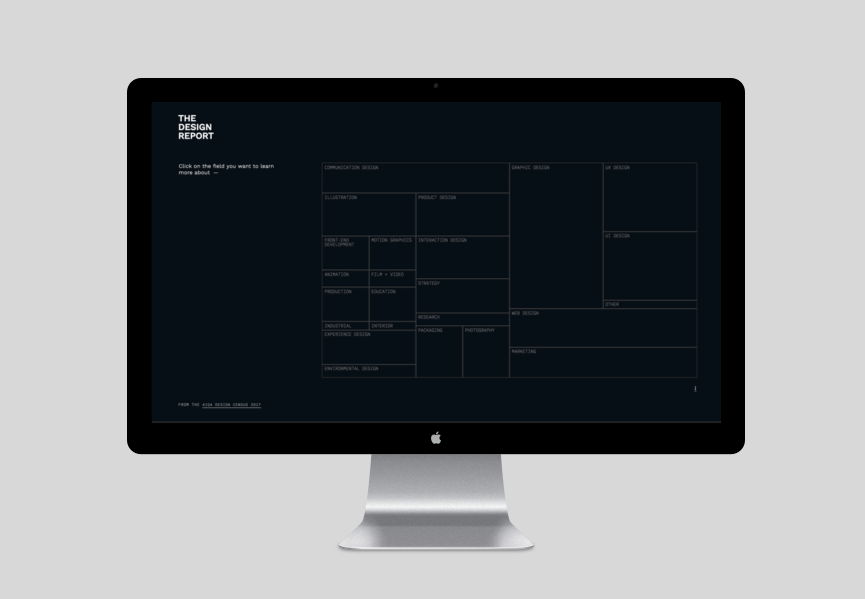 THE
DESIGN
REPORT
Click on the field you want to learn
more about —
COMMUNICATION DESIGN
GRAPHIC DESIGN
UX DESIGN
ILLUSTRATION
PRODUCT DESIGN
FRONT-END
DEVELOPMENT
MOTION GRAPHICS
INTERACTION DESIGN
UI DESIGN
ANIMATION
FILM + VIDEO
STRATEGY
PRODUCTION
EDUCATION
OTHER
WEB DESIGN
RESEARCH
INDUSTRIAL
INTERIOR
PACKAGING
PHOTOGRAPHY
EXPERIENCE DESIGN
MARKETING
ENVIRONMENTAL DESIGN
FROM THE AIGA DESIGN CENSUS 2017